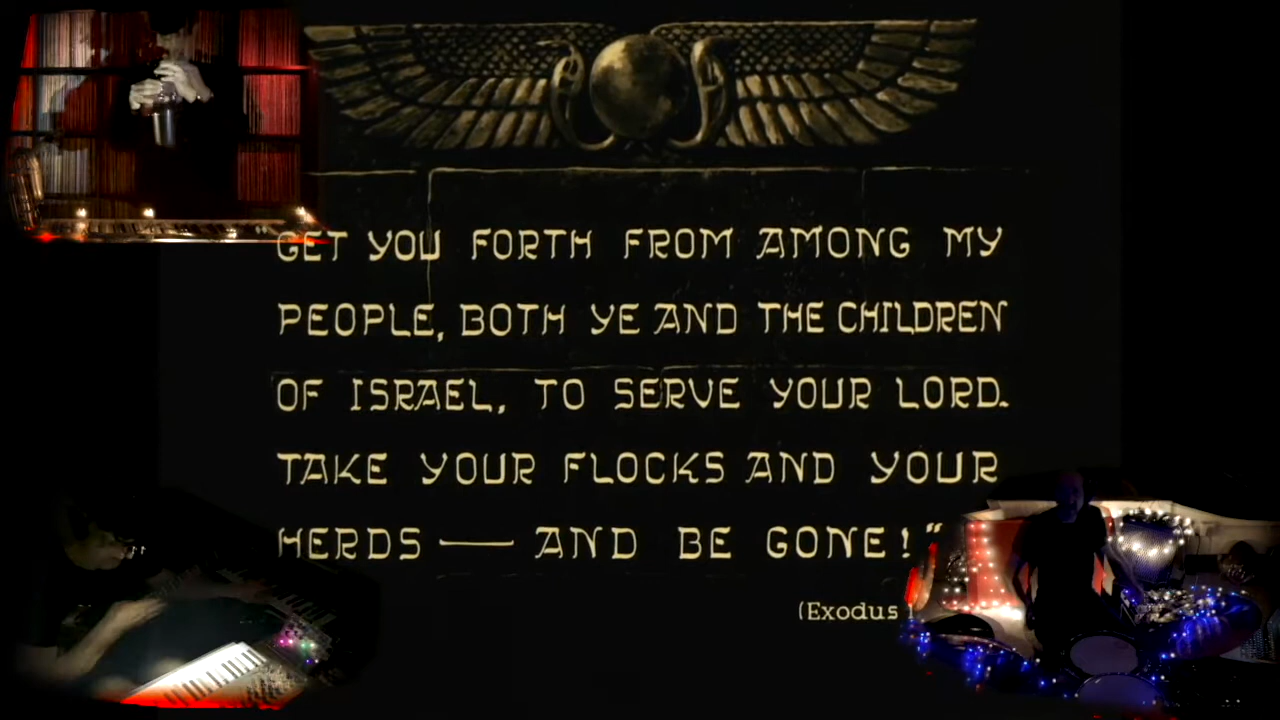 "GET YOU FORTH FROM AMONG MY
PEOPLE, BOTH YE AND THE CHILDREN
OF ISRAEL, TO SERVE YOUR LORD.
TAKE YOUR FLOCKS AND YOUR
HERDS — AND BE GONE!"
(Exodus